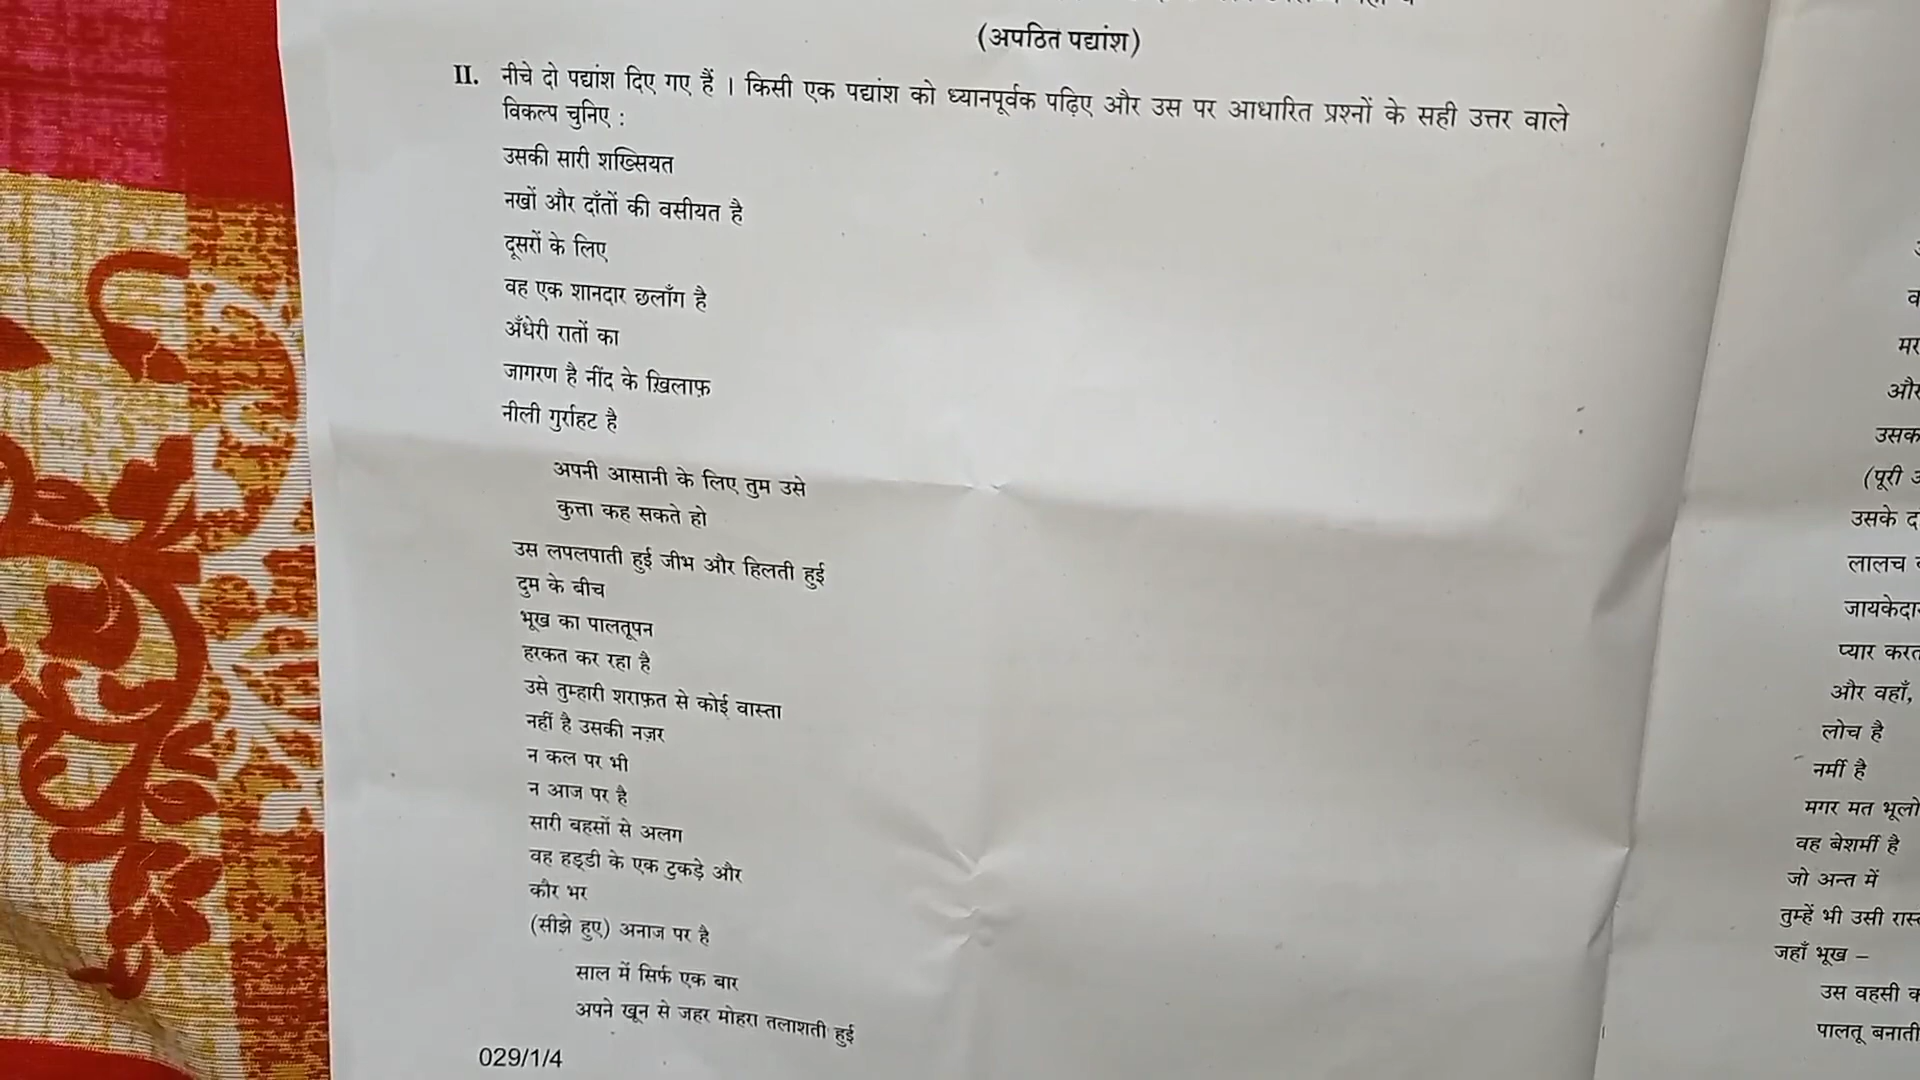 (अपठित पद्यांश)
II. नीचे दो पद्यांश दिए गए हैं । किसी एक पद्यांश को ध्यानपूर्वक पढ़िए और उस पर आधारित प्रश्नों के सही उत्तर वाले
विकल्प चुनिए :
उसकी सारी शख्सियत
नखों और दाँतों की वसीयत है
दूसरों के लिए
वह एक शानदार छलाँग है
अँधेरी रातों का
जागरण है नींद के ख़िलाफ़
नीली गुर्राहट है
अपनी आसानी के लिए तुम उसे
कुत्ता कह सकते हो
उस लपलपाती हुई जीभ और हिलती हुई
दुम के बीच
भूख का पालतूपन
हरकत कर रहा है
उसे तुम्हारी शराफ़त से कोई वास्ता
नहीं है उसकी नज़र
न कल पर भी
न आज पर है
सारी बहसों से अलग
वह हड्डी के एक टुकड़े और
कौर भर
(सीझे हुए) अनाज पर है
साल में सिर्फ एक बार
अपने खून से जहर मोहरा तलाशती हुई
029/1/4
मर
और
उसक
(पूरी
उसके द
लालच
जायकेदा
प्यार करत
और वहाँ,
लोच है
नर्मी है
मगर मत भूलो
वह बेशर्मी है
जो अन्त में
तुम्हें भी उसी रास्
जहाँ भूख –
उस वहसी क
पालतू बनाती